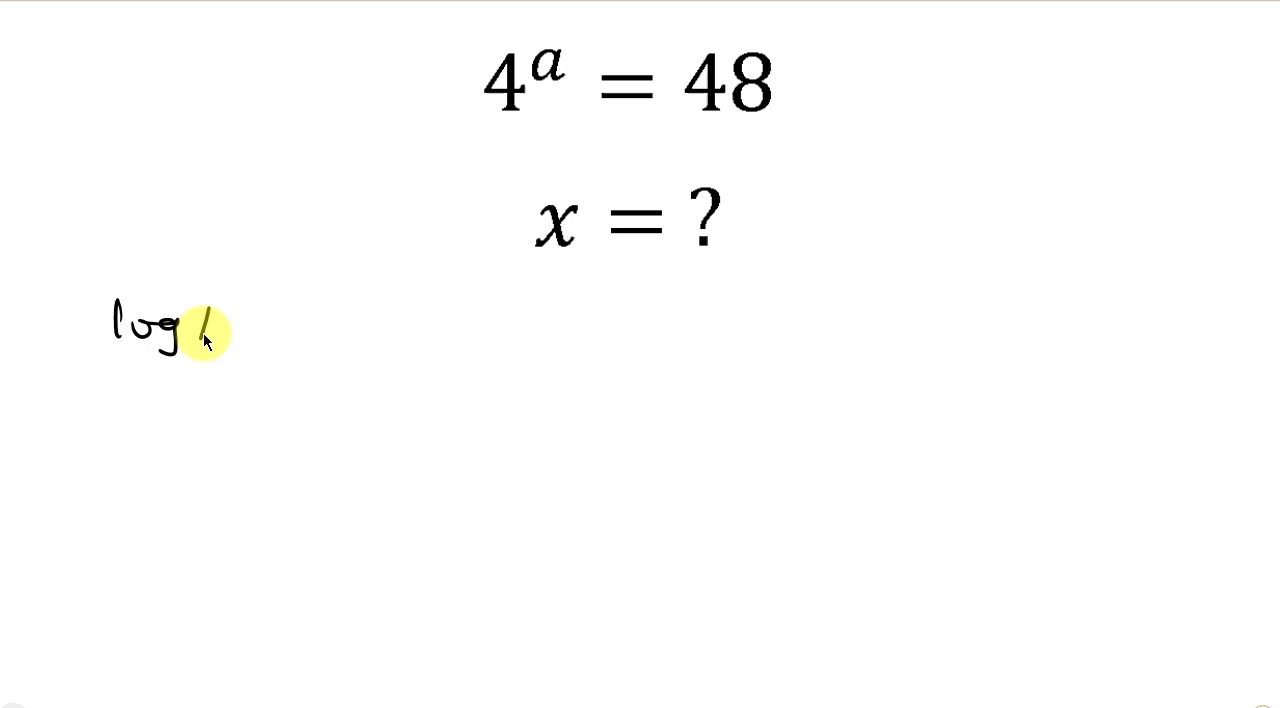 4^a = 48
x = ?
log